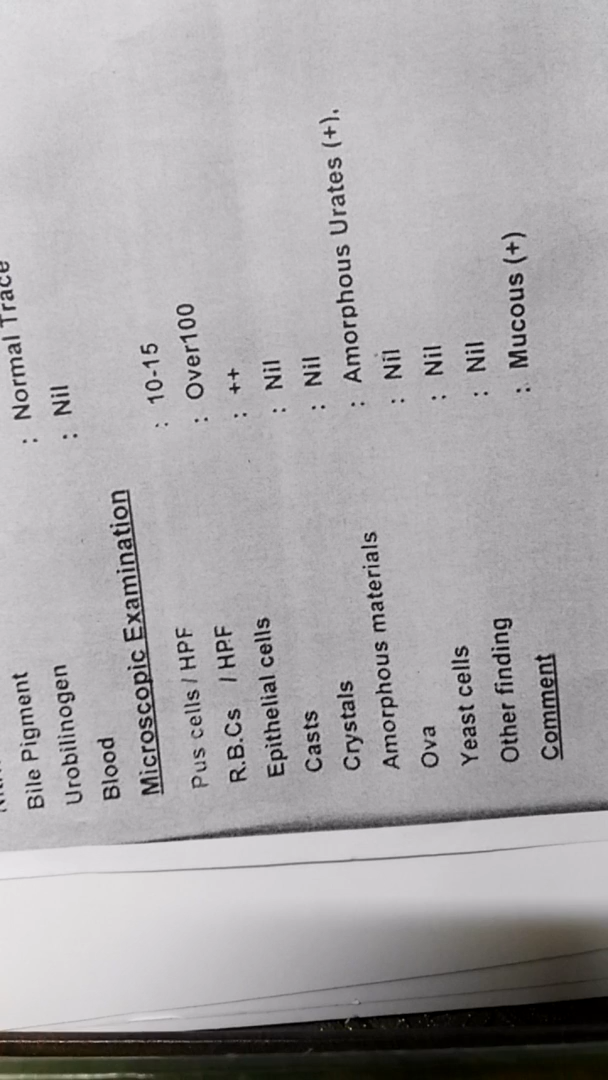 Bile Pigment
Urobilnogen : Normal Trace
Blood : Nil
Microscopic Examination
Pus cells / HPF : 10-15
R.B.Cs / HPF : Over100
Epithelial cells : ++
Casts : Nil
Crystals : Nil
Amorphous materials : Amorphous Urates (+).
Ova : Nil
Yeast cells : Nil
Other finding : Nil
Comment : Mucous (+)